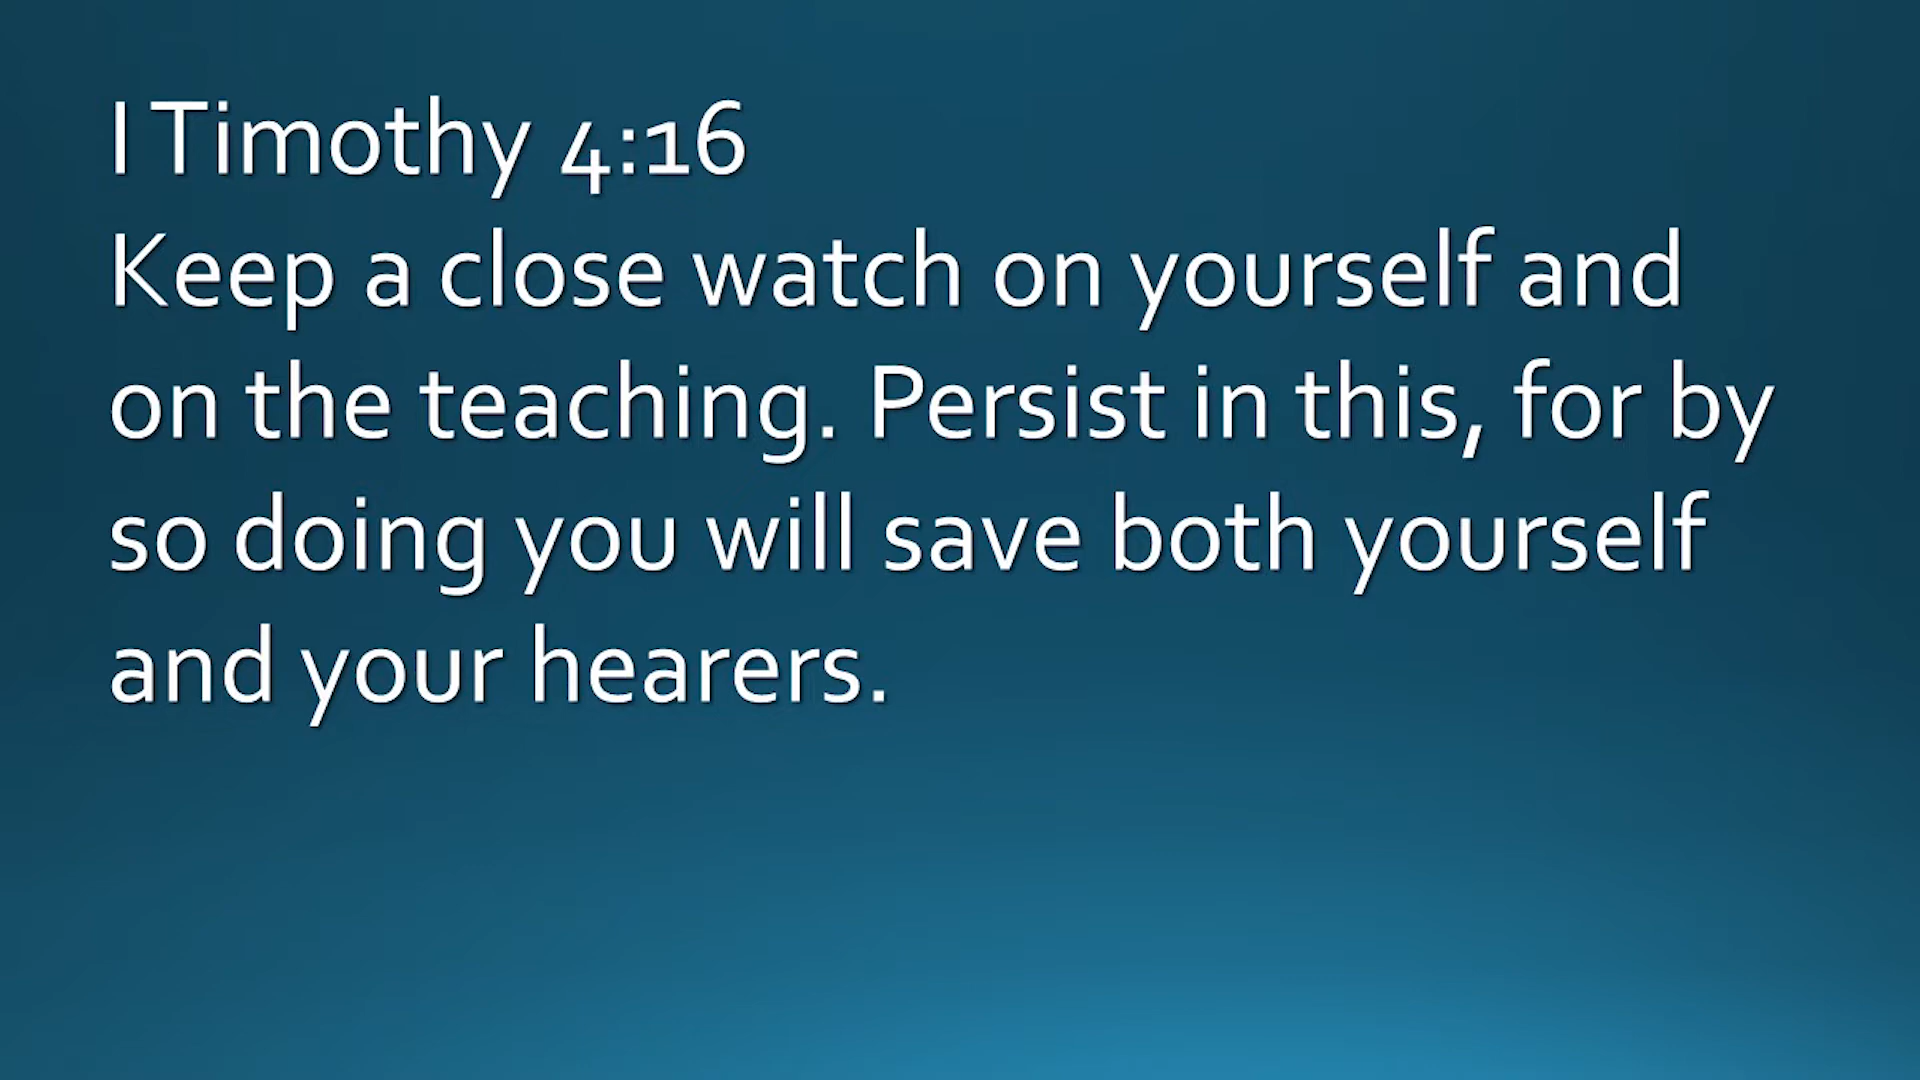 I Timothy 4:16
Keep a close watch on yourself and
on the teaching. Persist in this, for by
so doing you will save both yourself
and your hearers.